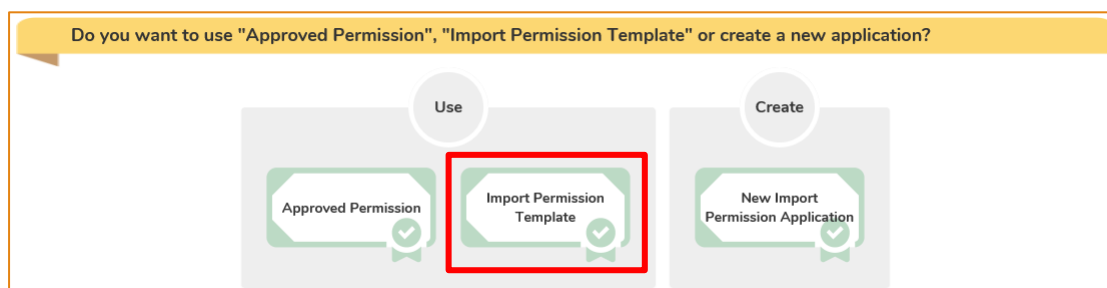 Do you want to use "Approved Permission", "Import Permission Template" or create a new application?
Use
Create
Approved Permission
Import Permission
Template
New Import
Permission Application